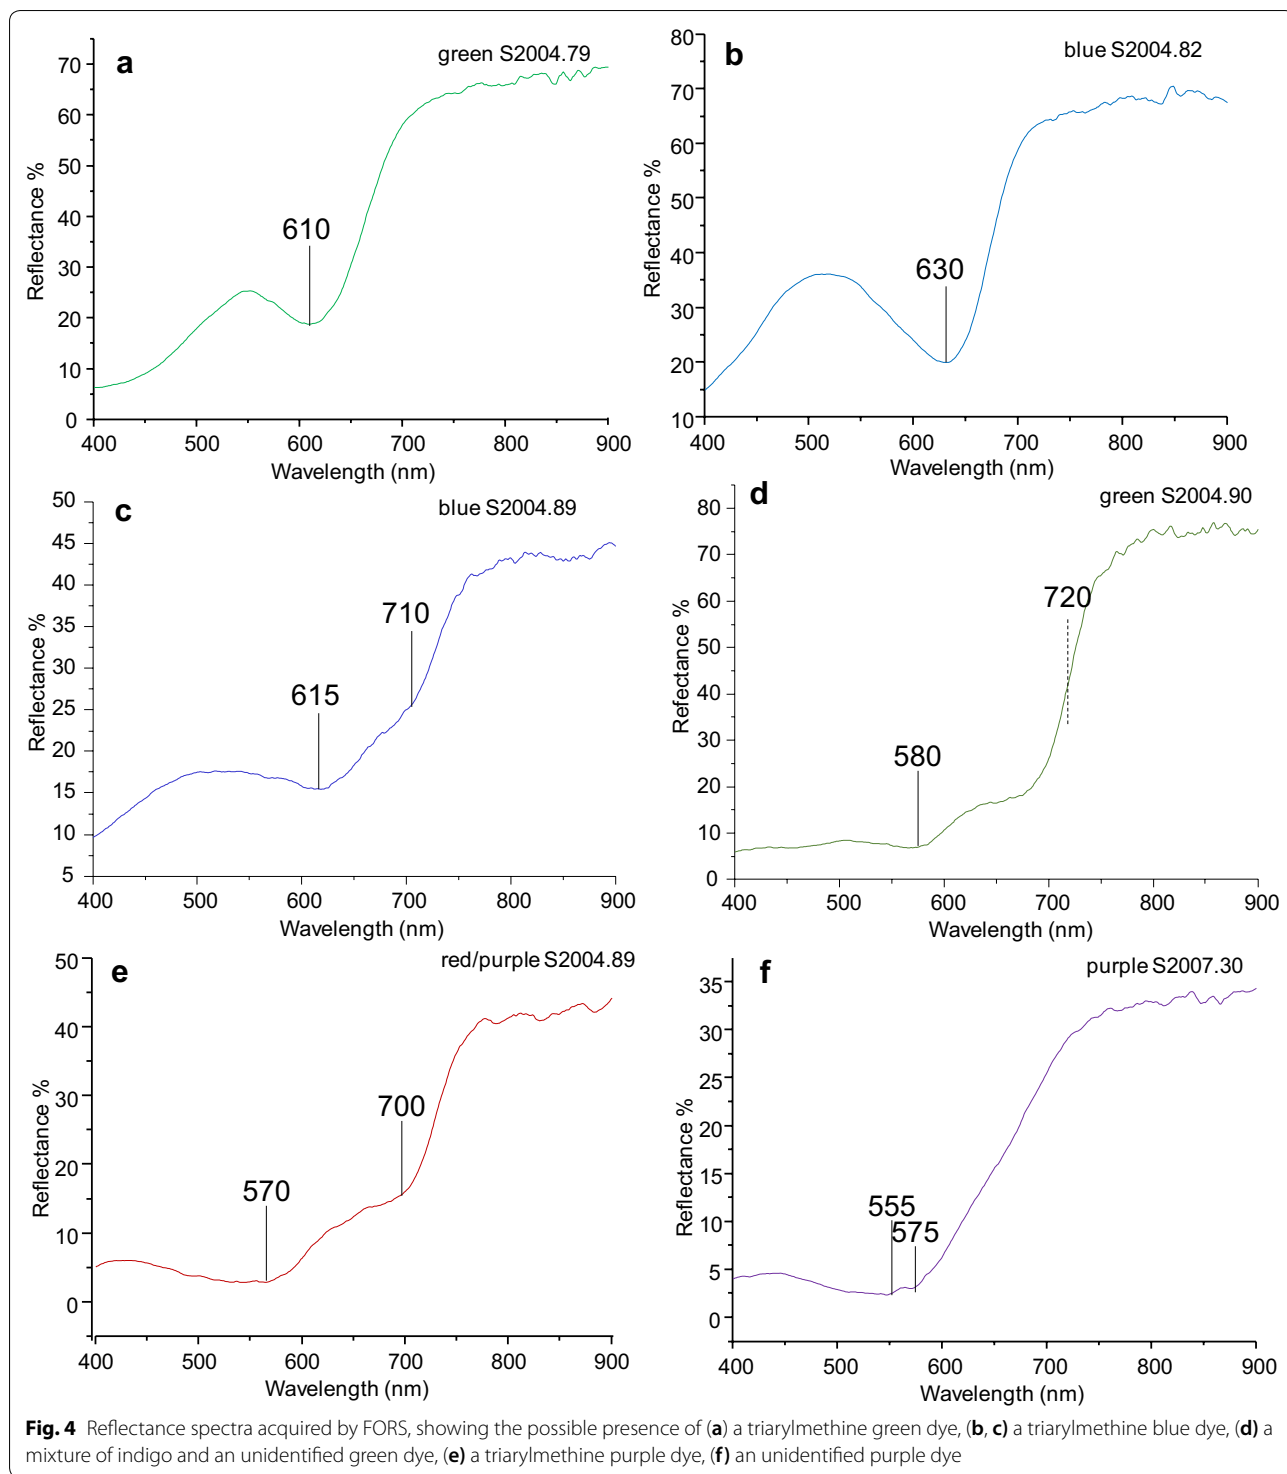 a
green S2004.79
70
60
50
40
30
20
10
0
Reflectance %
610
400 500 600 700 800 900
Wavelength (nm)
b
blue S2004.82
80
70
60
50
40
30
20
10
Reflectance %
630
400 500 600 700 800 900
Wavelength (nm)
c
blue S2004.89
50
45
40
35
30
25
20
15
10
5
Reflectance %
615
710
400 500 600 700 800 900
Wavelength (nm)
d
green S2004.90
80
70
60
50
40
30
20
10
0
Refectance %
580
720
400 500 600 700 800 900
Wavelength (nm)
e
red/purple S2004.89
50
40
30
20
10
0
Reflectance %
570
700
400 500 600 700 800 900
Wavelength (nm)
f
purple S2007.30
35
30
25
20
15
10
5
0
Reflectance %
555
575
400 500 600 700 800 900
Wavelength (nm)
Fig. 4 Reflectance spectra acquired by FORS, showing the possible presence of (a) a triarylmethine green dye, (b, c) a triarylmethine blue dye, (d) a
mixture of indigo and an unidentified green dye, (e) a triarylmethine purple dye, (f) an unidentified purple dye